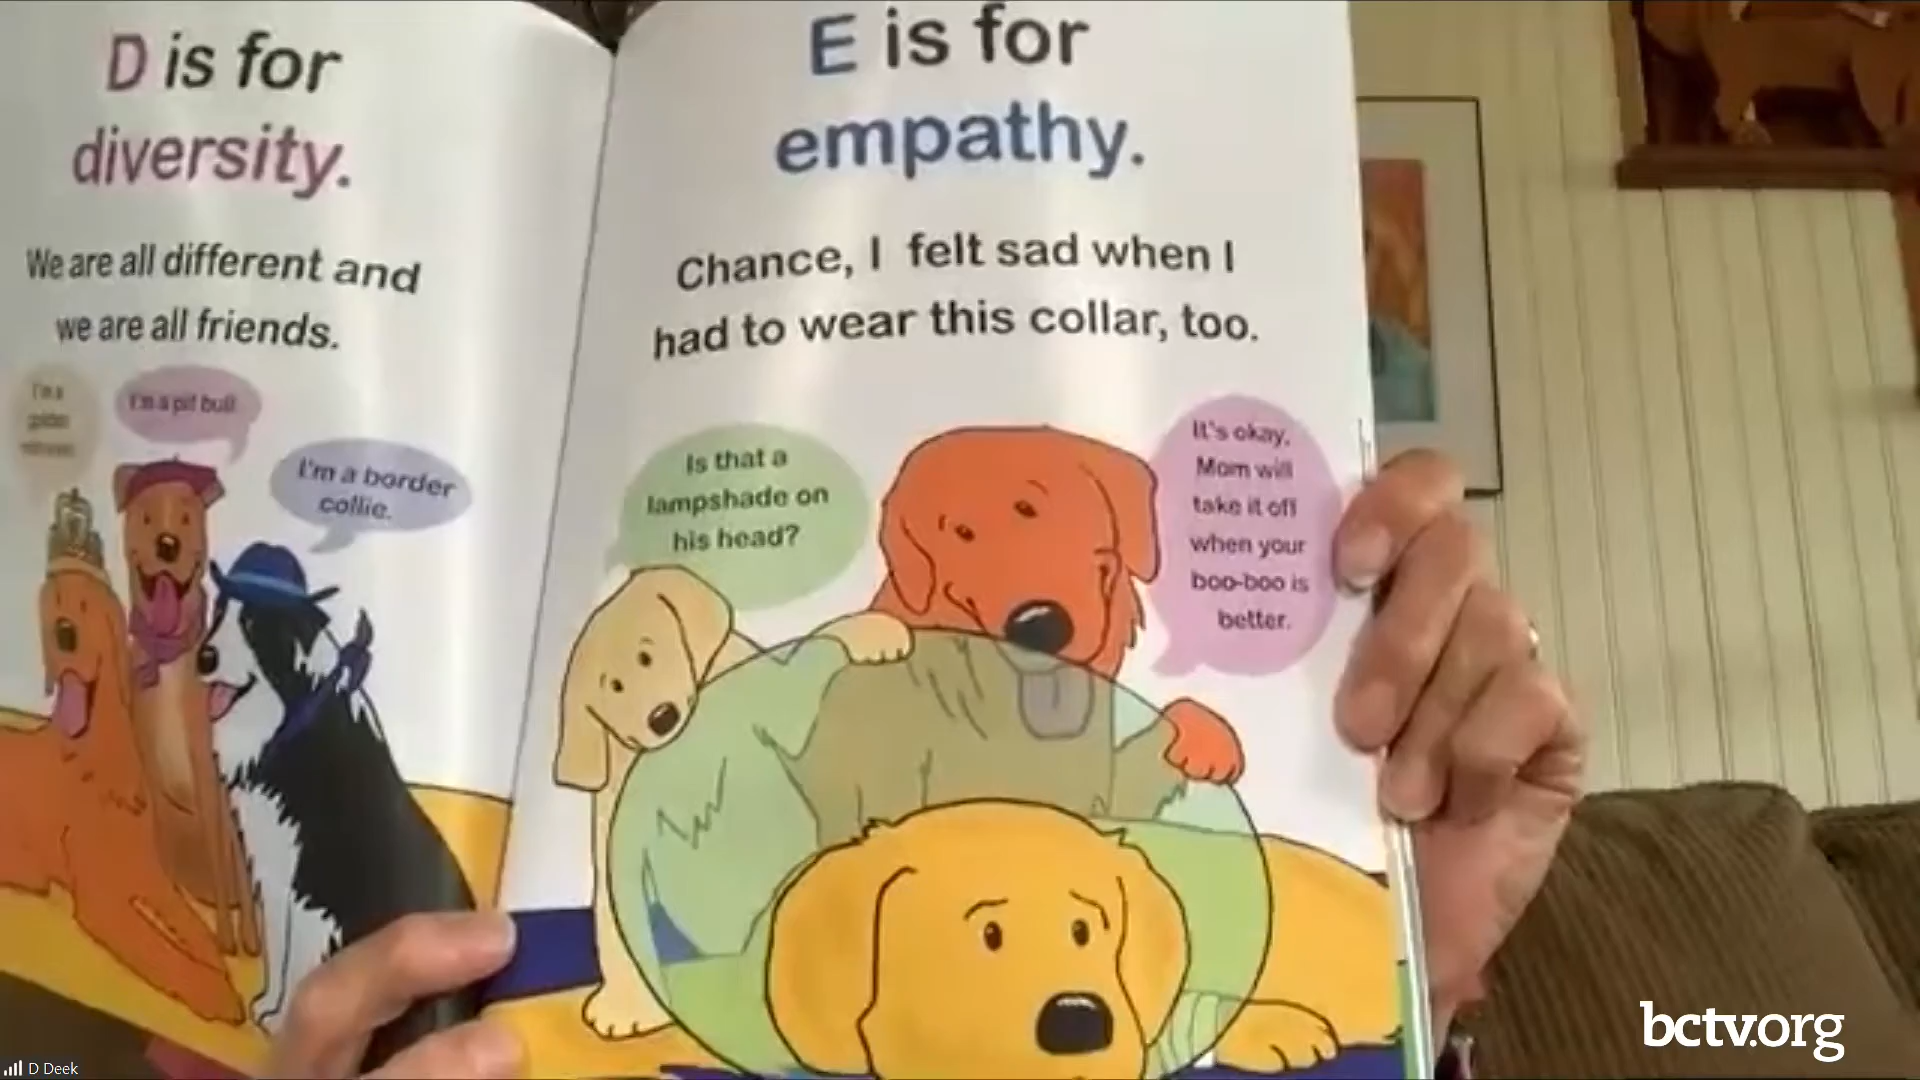 D is for
diversity.
We are all different and
we are all friends.
I'm a
golden
retriever.
I'm a pit bull.
I'm a border
collie.
E is for
empathy.
Chance, I felt sad when I
had to wear this collar, too.
Is that a
lampshade on
his head?
It's okay,
Mom will
take it off
when your
boo-boo is
better.
D Deek
bctv.org